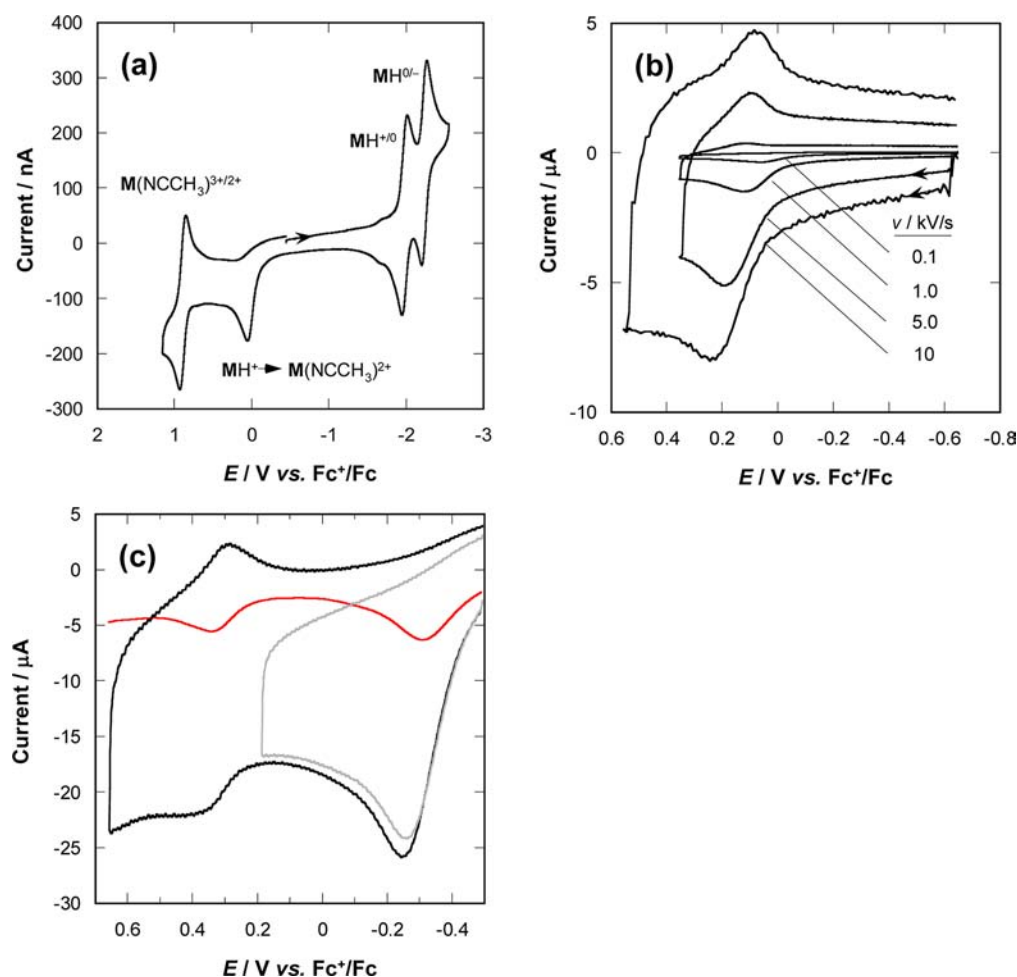 (a)
400
300
200
100
0
-100
-200
-300
Current / nA
MH⁰/–
MH⁺/⁰
M(NCCH₃)³⁺/²⁺
MH⁺ → M(NCCH₃)²⁺
2 1 0 -1 -2 -3
E / V vs. Fc⁺/Fc
(b)
5
0
-5
-10
Current / μA
v / kV/s
0.1
1.0
5.0
10
0.6 0.4 0.2 0 -0.2 -0.4 -0.6 -0.8
E / V vs. Fc⁺/Fc
(c)
5
0
-5
-10
-15
-20
-25
-30
Current / μA
0.6 0.4 0.2 0 -0.2 -0.4
E / V vs. Fc⁺/Fc